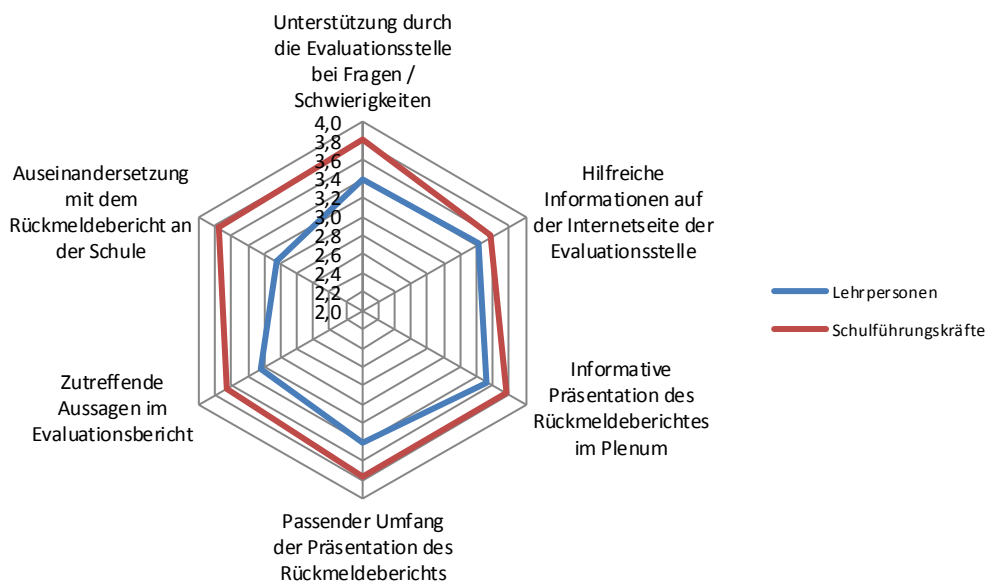 Unterstützung durch
die Evaluationsstelle
bei Fragen /
Schwierigkeiten
4,0
3,8
3,6
3,4
3,2
3,0
2,8
2,6
2,4
2,2
2,0
Hilfreiche
Informationen auf
der Internetseite der
Evaluationsstelle
Informative
Präsentation des
Rückmeldeberichtes
im Plenum
Passender Umfang
der Präsentation des
Rückmeldeberichts
Zutreffende
Aussagen im
Evaluationsbericht
Auseinandersetzung
mit dem
Rückmeldebericht an
der Schule
Lehrpersonen
Schulführungskräfte